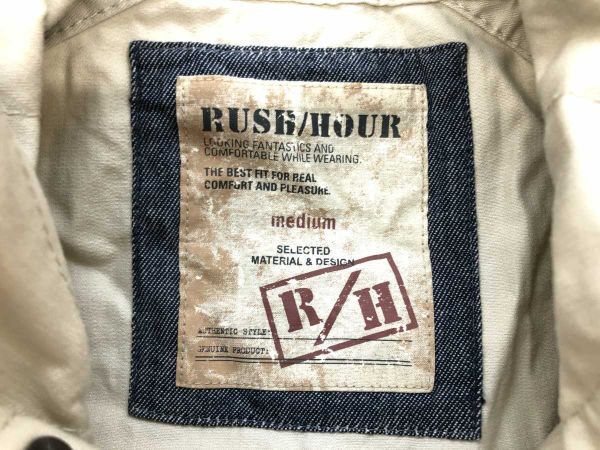 RUSH/HOUR
LOOKING FANTASTICS AND
COMFORTABLE WHILE WEARING.
THE BEST FIT FOR REAL
COMFORT AND PLEASURE.
medium
SELECTED
MATERIAL & DESIGN
R/H
AUTHENTIC STYLE:
GENUINE PRODUCT: